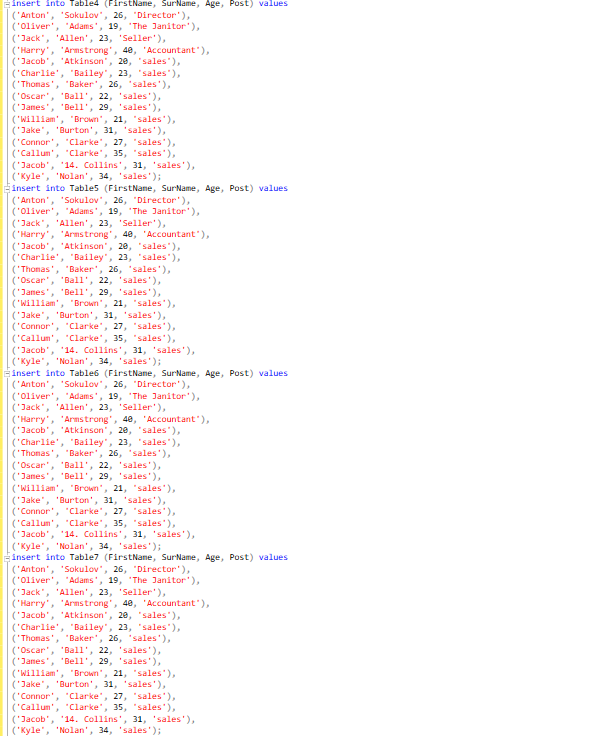 insert into Table4 (FirstName, SurName, Age, Post) values
('Anton', 'Sokulov', 26, 'Director'),
('Oliver', 'Adams', 19, 'The Janitor'),
('Jack', 'Allen', 23, 'Seller'),
('Harry', 'Armstrong', 40, 'Accountant'),
('Jacob', 'Atkinson', 20, 'sales'),
('Charlie', 'Bailey', 23, 'sales'),
('Thomas', 'Baker', 26, 'sales'),
('Oscar', 'Ball', 22, 'sales'),
('James', 'Bell', 29, 'sales'),
('William', 'Brown', 21, 'sales'),
('Jake', 'Burton', 31, 'sales'),
('Connor', 'Clarke', 27, 'sales'),
('Callum', 'Clarke', 35, 'sales'),
('Jacob', '14. Collins', 31, 'sales'),
('Kyle', 'Nolan', 34, 'sales');
insert into Table5 (FirstName, SurName, Age, Post) values
('Anton', 'Sokulov', 26, 'Director'),
('Oliver', 'Adams', 19, 'The Janitor'),
('Jack', 'Allen', 23, 'Seller'),
('Harry', 'Armstrong', 40, 'Accountant'),
('Jacob', 'Atkinson', 20, 'sales'),
('Charlie', 'Bailey', 23, 'sales'),
('Thomas', 'Baker', 26, 'sales'),
('Oscar', 'Ball', 22, 'sales'),
('James', 'Bell', 29, 'sales'),
('William', 'Brown', 21, 'sales'),
('Jake', 'Burton', 31, 'sales'),
('Connor', 'Clarke', 27, 'sales'),
('Callum', 'Clarke', 35, 'sales'),
('Jacob', '14. Collins', 31, 'sales'),
('Kyle', 'Nolan', 34, 'sales');
insert into Table6 (FirstName, SurName, Age, Post) values
('Anton', 'Sokulov', 26, 'Director'),
('Oliver', 'Adams', 19, 'The Janitor'),
('Jack', 'Allen', 23, 'Seller'),
('Harry', 'Armstrong', 40, 'Accountant'),
('Jacob', 'Atkinson', 20, 'sales'),
('Charlie', 'Bailey', 23, 'sales'),
('Thomas', 'Baker', 26, 'sales'),
('Oscar', 'Ball', 22, 'sales'),
('James', 'Bell', 29, 'sales'),
('William', 'Brown', 21, 'sales'),
('Jake', 'Burton', 31, 'sales'),
('Connor', 'Clarke', 27, 'sales'),
('Callum', 'Clarke', 35, 'sales'),
('Jacob', '14. Collins', 31, 'sales'),
('Kyle', 'Nolan', 34, 'sales');
insert into Table7 (FirstName, SurName, Age, Post) values
('Anton', 'Sokulov', 26, 'Director'),
('Oliver', 'Adams', 19, 'The Janitor'),
('Jack', 'Allen', 23, 'Seller'),
('Harry', 'Armstrong', 40, 'Accountant'),
('Jacob', 'Atkinson', 20, 'sales'),
('Charlie', 'Bailey', 23, 'sales'),
('Thomas', 'Baker', 26, 'sales'),
('Oscar', 'Ball', 22, 'sales'),
('James', 'Bell', 29, 'sales'),
('William', 'Brown', 21, 'sales'),
('Jake', 'Burton', 31, 'sales'),
('Connor', 'Clarke', 27, 'sales'),
('Callum', 'Clarke', 35, 'sales'),
('Jacob', '14. Collins', 31, 'sales'),
('Kyle', 'Nolan', 34, 'sales');